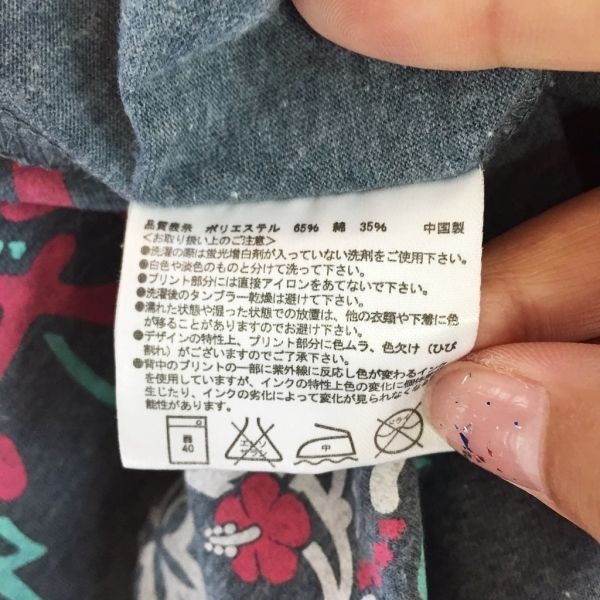 品質表示 ポリエステル 65% 綿 35% 中国製
<お取り扱い上のご注意>
●洗濯の際は蛍光増白剤が入っていない洗剤をご使用下さい。
●白色や淡色のものと分けて洗って下さい。
●プリント部分には直接アイロンをあてないで下さい。
●洗濯後のタンブラー乾燥は避けて下さい。
●濡れた状態や湿った状態での放置は、他の衣類や下着に色
が移ることがありますのでお避け下さい。
●デザインの特性上、プリント部分に色ムラ、色欠け(ひび
割れ)がございますのでご了承下さい。
●背中のプリントの一部に紫外線に反応し色が変わるインク
を使用していますが、インクの特性上色の変化に個体
生じたり、インクの劣化によって変化が見られなくな
能性があります。
弱 40 エンソ サラシ 中 ドライ